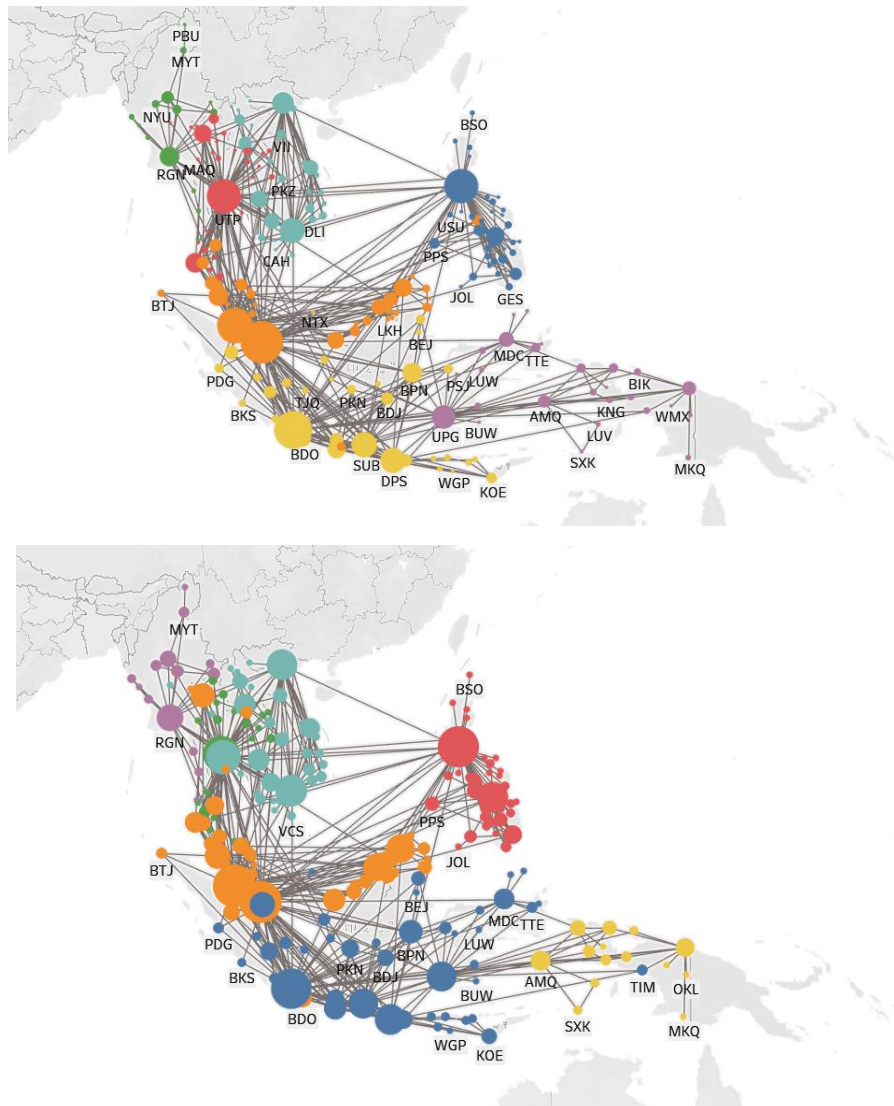 PBU
MYT
BSO
NYU
VII
RGN
MAQ
PKZ
UTP
USU
DLI
PPS
CAH
JOL
GES
BTJ
NTX
LKH
BEJ
MDC
TTE
PDG
LUW
PSJ
BPN
BIK
TJQ
PKN
BKS
BDJ
AMQ
KNG
WMX
UPG
BUW
LUV
BDO
SUB
SXK
DPS
WGP
MKQ
KOE
MYT
BSO
RGN
PPS
VCS
JOL
BTJ
BEJ
MDC
TTE
PDG
LUW
BPN
BKS
PKN
BDJ
AMQ
TIM
OKL
BUW
BDO
SXK
MKQ
WGP
KOE